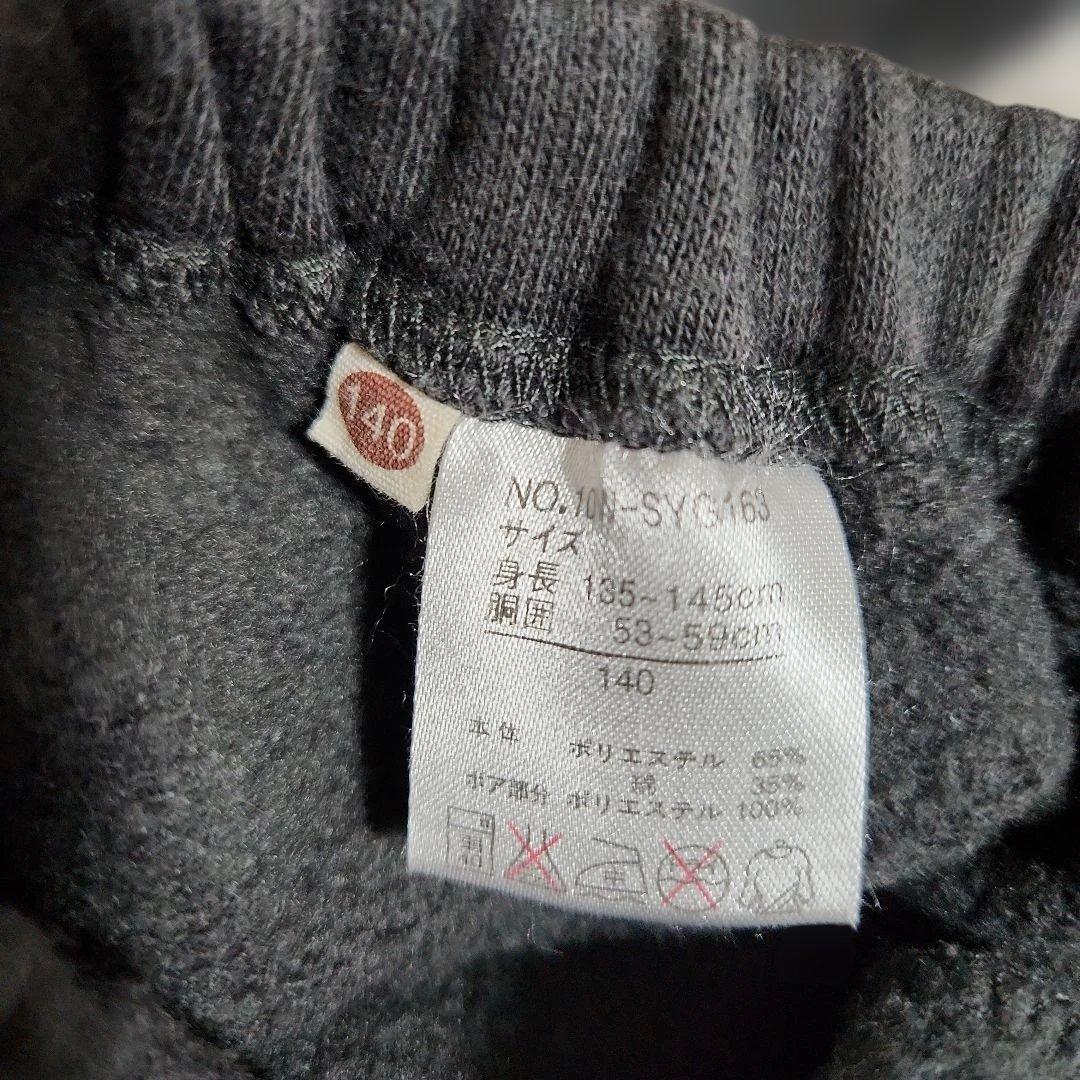 140
NO.10N-SYG163
サイズ
身長 135~145cm
胴囲 53~59cm
140
本体 ポリエステル 65%
綿 35%
ボア部分 ポリエステル 100%